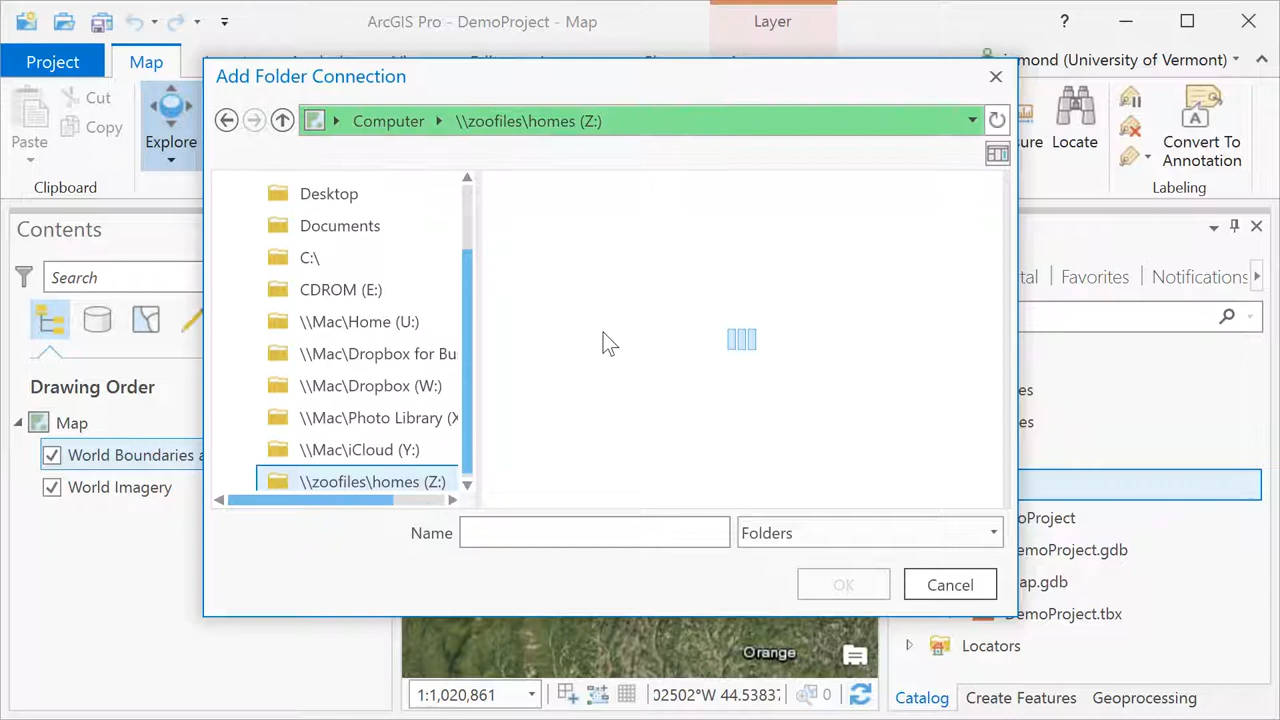 ArcGIS Pro - DemoProject - Map
Layer
?
Project
Map
mond (University of Vermont)
Cut
Copy
Paste
Clipboard
Explore
ure
Locate
Convert To
Annotation
Labeling
Add Folder Connection
Computer
\\zoofiles\homes (Z:)
Desktop
Documents
C:\
CDROM (E:)
\\Mac\Home (U:)
\\Mac\Dropbox for Bu
\\Mac\Dropbox (W:)
\\Mac\Photo Library (X
\\Mac\iCloud (Y:)
\\zoofiles\homes (Z:)
Name
Folders
OK
Cancel
Contents
Search
Drawing Order
Map
World Boundaries a
World Imagery
tal
Favorites
Notifications
es
es
oProject
emoProject.gdb
ap.gdb
DemoProject.tbx
Locators
Orange
1:1,020,861
02502°W 44.5383
0
Catalog
Create Features
Geoprocessing